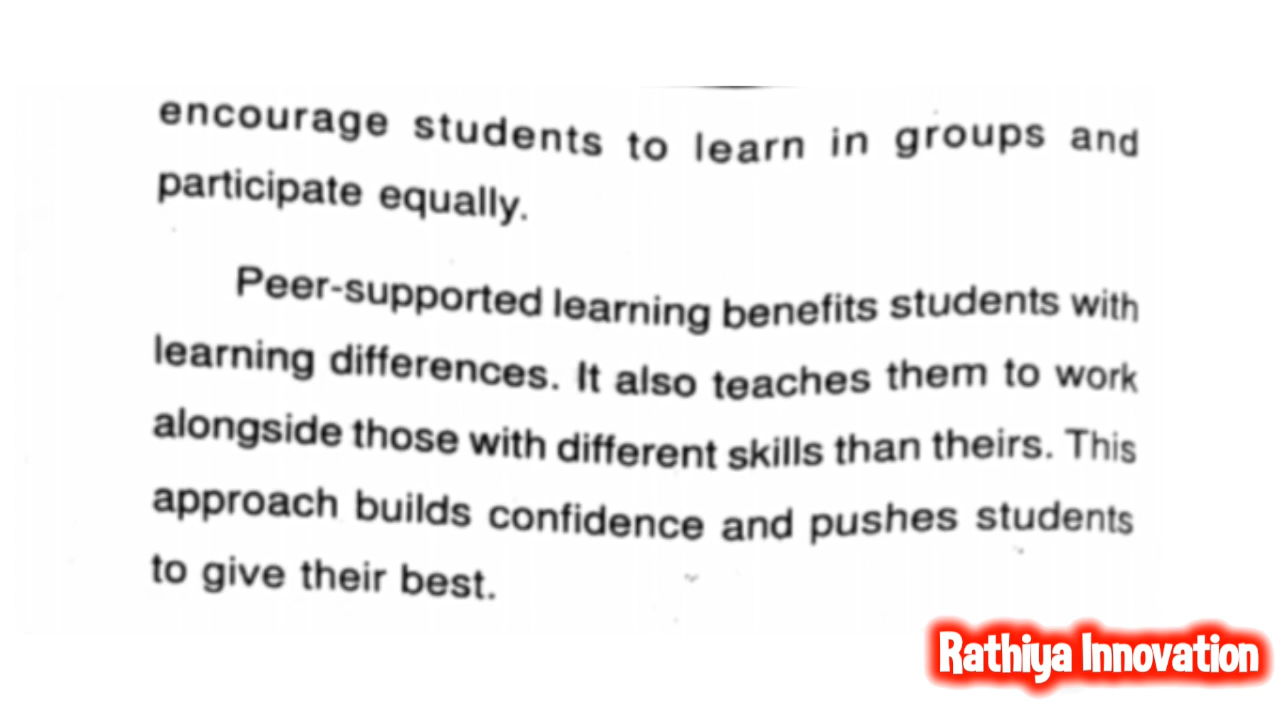 encourage students to learn in groups and
participate equally.
Peer-supported learning benefits students with
learning differences. It also teaches them to work
alongside those with different skills than theirs. This
approach builds confidence and pushes students
to give their best.
Rathiya Innovation